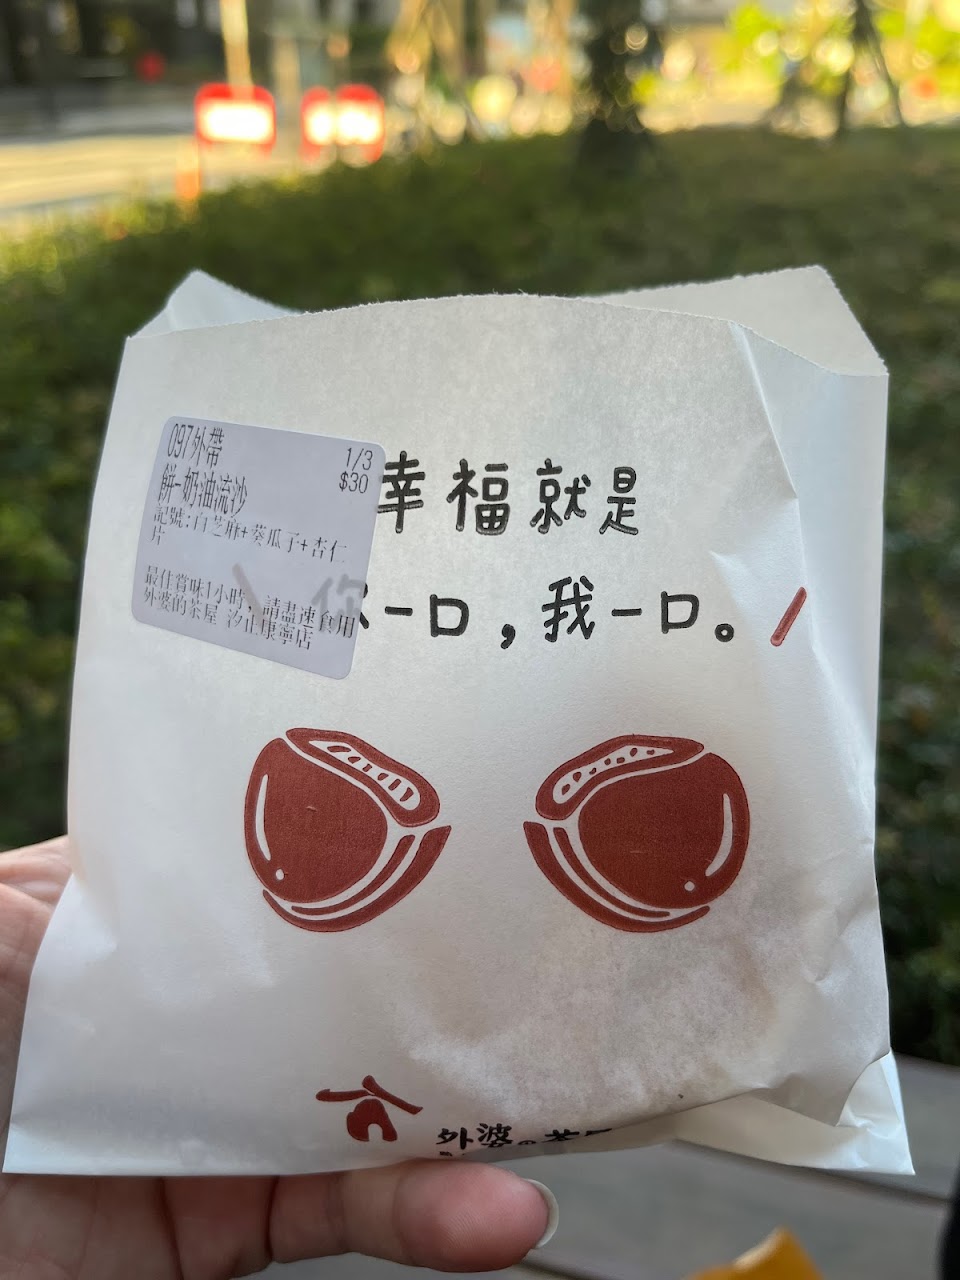 097外帶
1/3
餅-奶油流沙
$30
記號:白芝麻+葵瓜子+杏仁
片
最佳賞味1小時，請盡速食用
外婆的茶屋 汐止康寧店
幸福就是
你一口，我一口。
外婆の茶屋